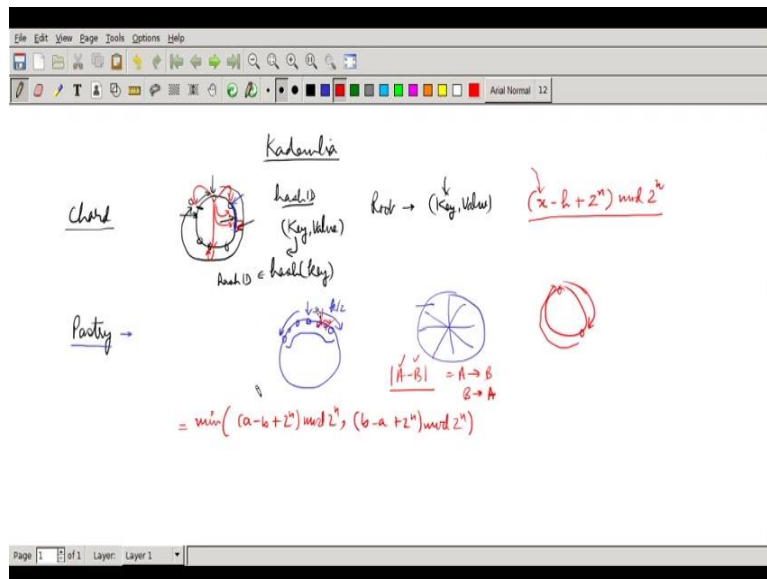 File Edit View Page Tools Options Help
T Arial Normal 12
Kademlia
Chord
hash ID
(Key, Value)
hash ID = hash(key)
Root → (Key, Value)
(x - h + 2^n) mod 2^n
Pastry →
k/2
|A-B| = A → B
B → A
= min( (a-b+2^n) mod 2^n, (b-a+2^n) mod 2^n)
Page 1 of 1 Layer: Layer 1